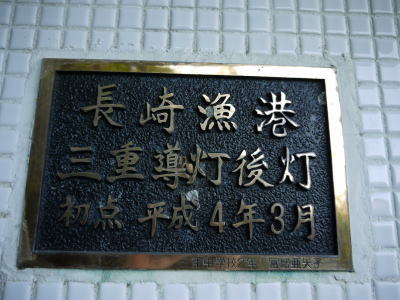 長崎漁港
三重導灯後灯
初点 平成4年3月